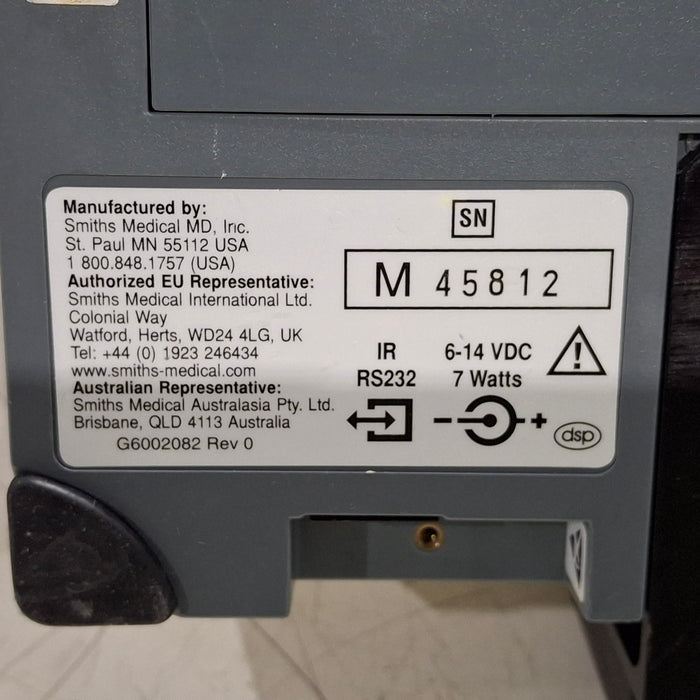 Manufactured by:
Smiths Medical MD, Inc.
St. Paul MN 55112 USA
1 800.848.1757 (USA)
Authorized EU Representative:
Smiths Medical International Ltd.
Colonial Way
Watford, Herts, WD24 4LG, UK
Tel: +44 (0) 1923 246434
www.smiths-medical.com
Australian Representative:
Smiths Medical Australasia Pty. Ltd.
Brisbane, QLD 4113 Australia
G6002082 Rev 0
SN
M 45812
IR
RS232
6-14 VDC
7 Watts
dsp